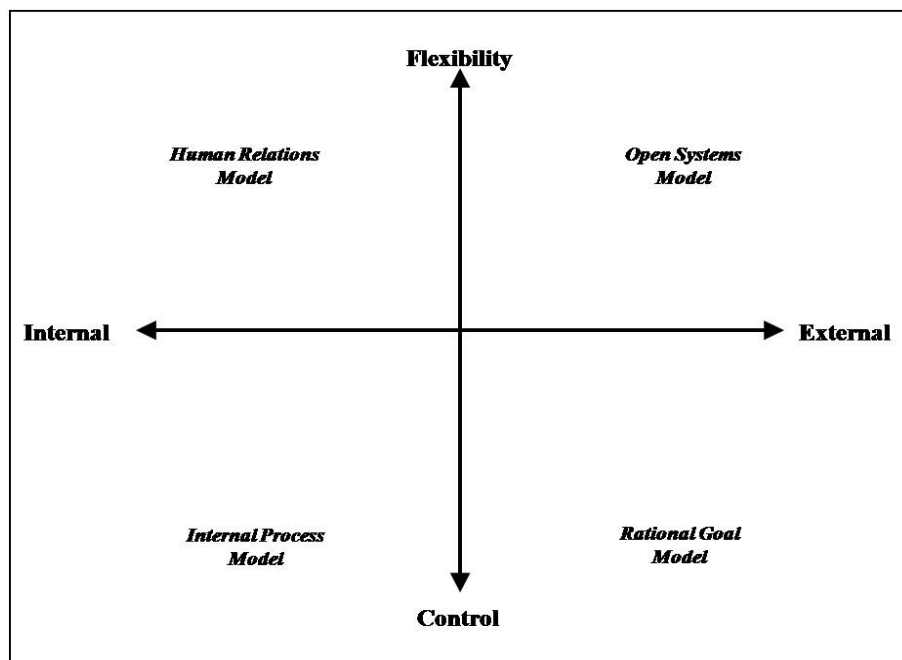 Flexibility
Human Relations
Model
Open Systems
Model
Internal
External
Internal Process
Model
Rational Goal
Model
Control